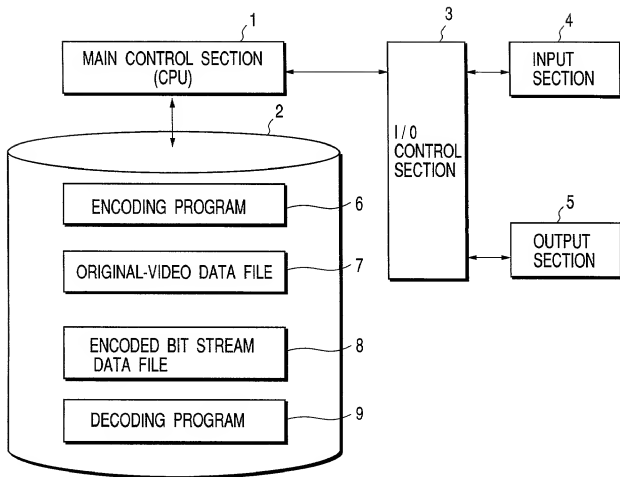 1
MAIN CONTROL SECTION
(CPU)
2
3
I/O
CONTROL
SECTION
4
INPUT
SECTION
5
OUTPUT
SECTION
ENCODING PROGRAM
6
ORIGINAL-VIDEO DATA FILE
7
ENCODED BIT STREAM
DATA FILE
8
DECODING PROGRAM
9